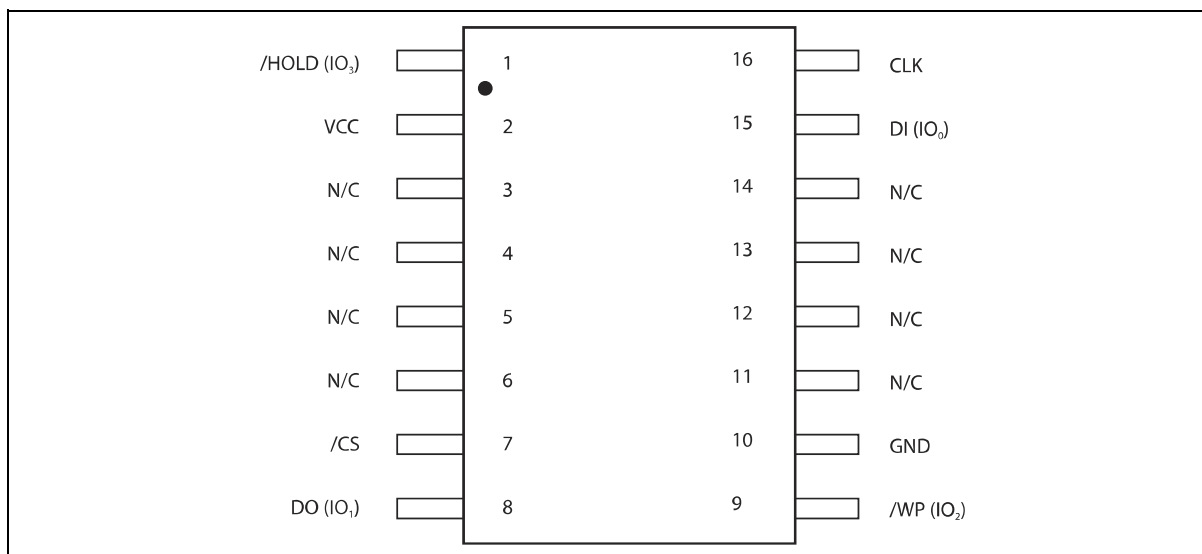 /HOLD (IO₃) 1 16 CLK
VCC 2 15 DI (IO₀)
N/C 3 14 N/C
N/C 4 13 N/C
N/C 5 12 N/C
N/C 6 11 N/C
/CS 7 10 GND
DO (IO₁) 8 9 /WP (IO₂)